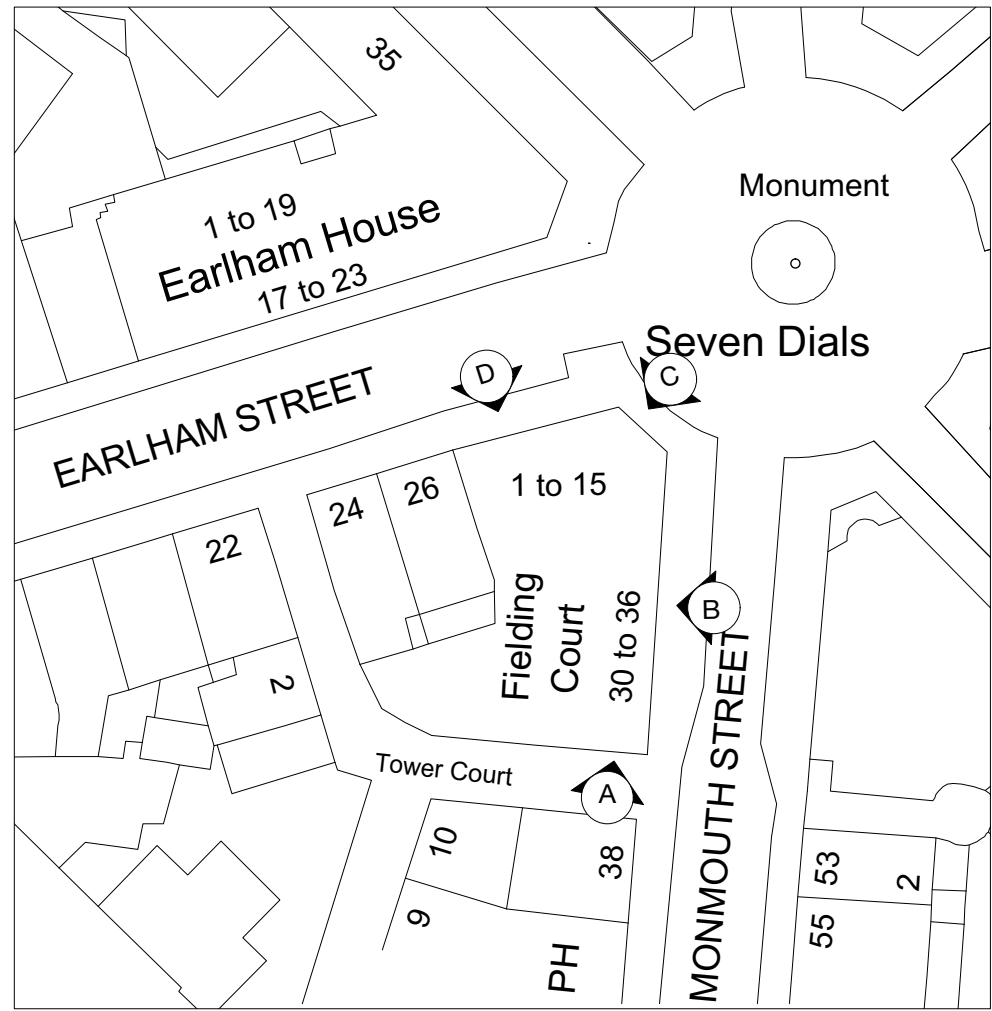 35
Monument
1 to 19
Earlham House
17 to 23
Seven Dials
D
C
EARLHAM STREET
1 to 15
26
24
22
Fielding
Court
30 to 36
B
2
Tower Court
A
MONMOUTH STREET
10
38
53
2
9
55
PH